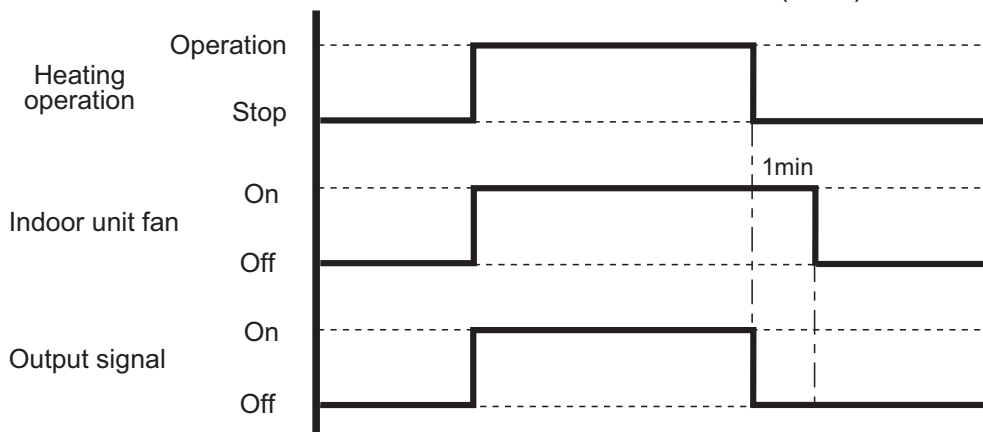 Operation
Heating
operation
Stop
1min
On
Indoor unit fan
Off
On
Output signal
Off